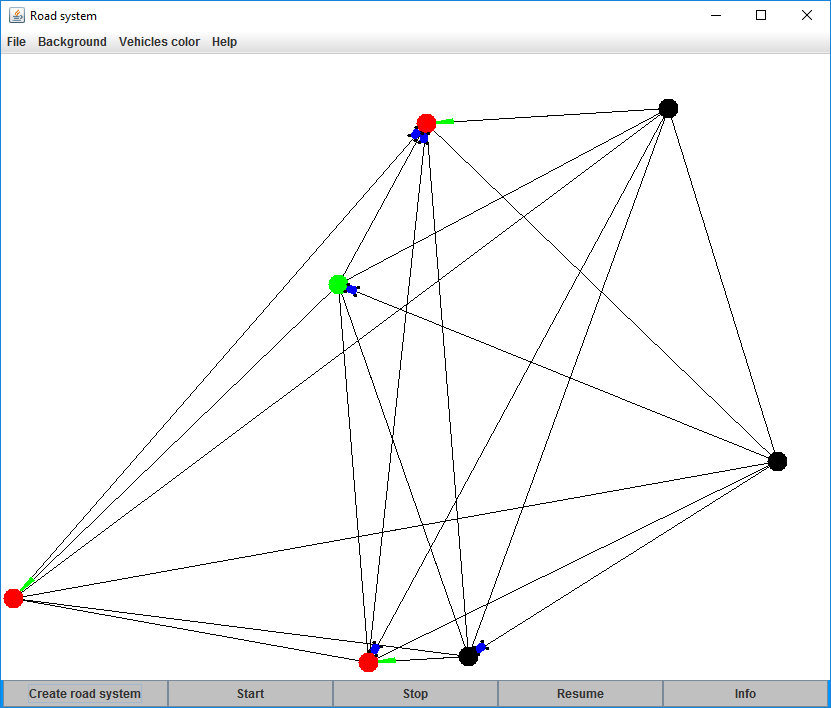 Road system
File Background Vehicles color Help
Create road system Start Stop Resume Info